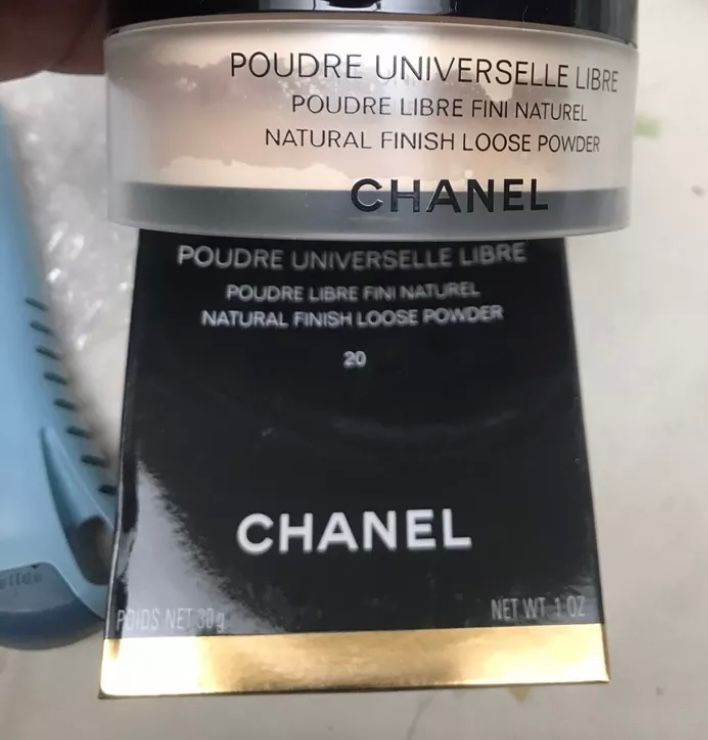 POUDRE UNIVERSELLE LIBRE
POUDRE LIBRE FINI NATUREL
NATURAL FINISH LOOSE POWDER
CHANEL
POUDRE UNIVERSELLE LIBRE
POUDRE LIBRE FINI NATUREL
NATURAL FINISH LOOSE POWDER
20
CHANEL
POIDS NET 30g NET WT 1 OZ